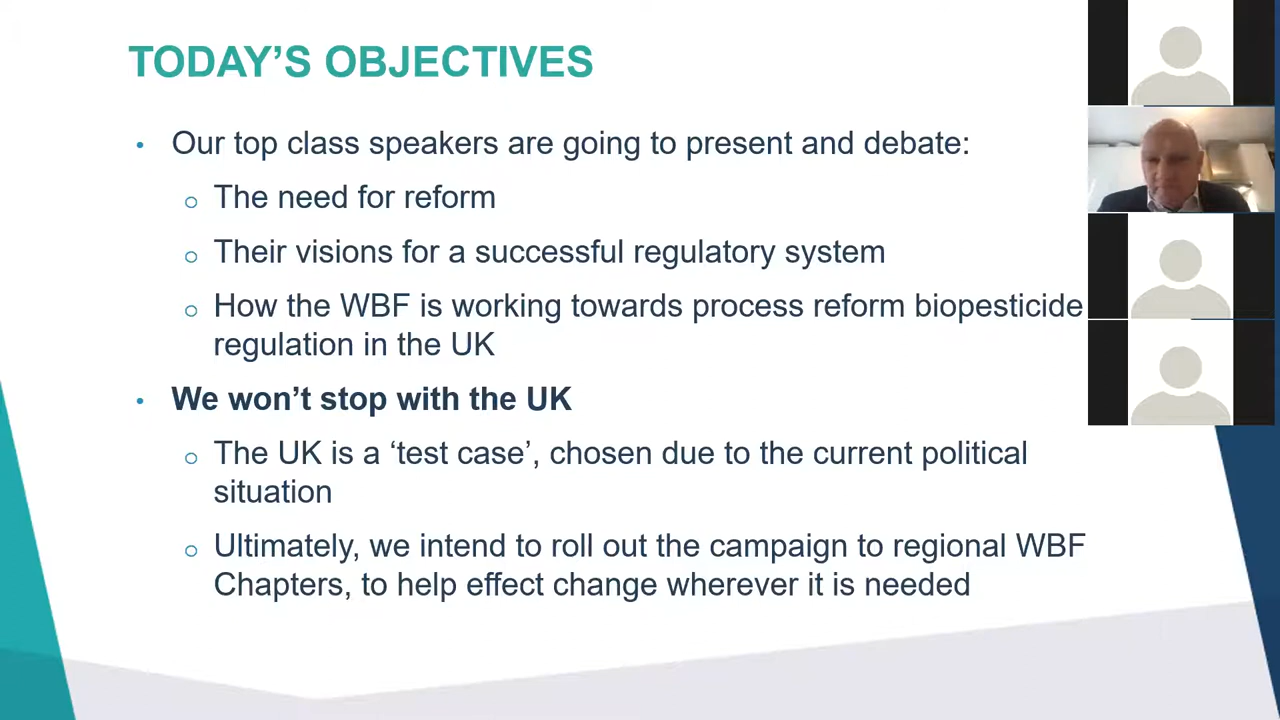 TODAY’S OBJECTIVES
• Our top class speakers are going to present and debate:
o The need for reform
o Their visions for a successful regulatory system
o How the WBF is working towards process reform biopesticide
regulation in the UK
• We won’t stop with the UK
o The UK is a ‘test case’, chosen due to the current political
situation
o Ultimately, we intend to roll out the campaign to regional WBF
Chapters, to help effect change wherever it is needed